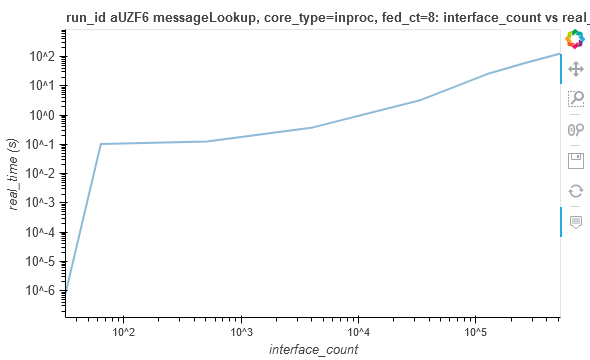 run_id aUZF6 messageLookup, core_type=inproc, fed_ct=8: interface_count vs real_
10^2
10^1
10^0
10^-1
10^-2
10^-3
10^-4
10^-5
10^-6
real_time (s)
10^2 10^3 10^4 10^5
interface_count